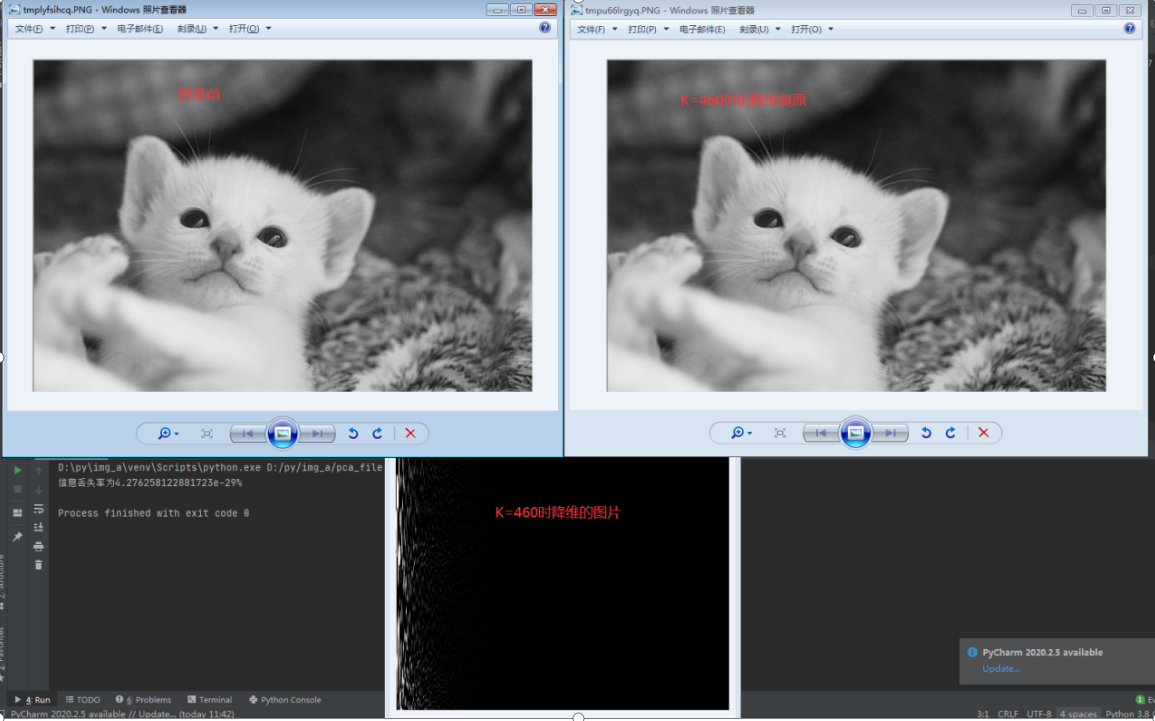 tmplyfsihcq.PNG - Windows 照片查看器
文件(F) 打印(P) 电子邮件(E) 刻录(U) 打开(O)
降维前
tmpu66lrgyq.PNG - Windows 照片查看器
文件(F) 打印(P) 电子邮件(E) 刻录(U) 打开(O)
K=460时的降维复原
D:\py\img_a\venv\Scripts\python.exe D:/py/img_a/pca_file
信息丢失率为4.276258122881723e-29%
Process finished with exit code 0
K=460时降维的图片
PyCharm 2020.2.5 available
Update...
4: Run TODO 6: Problems Terminal Python Console
PyCharm 2020.2.5 available // Update... (today 11:42)
3:1 CRLF UTF-8 4 spaces Python 3.8